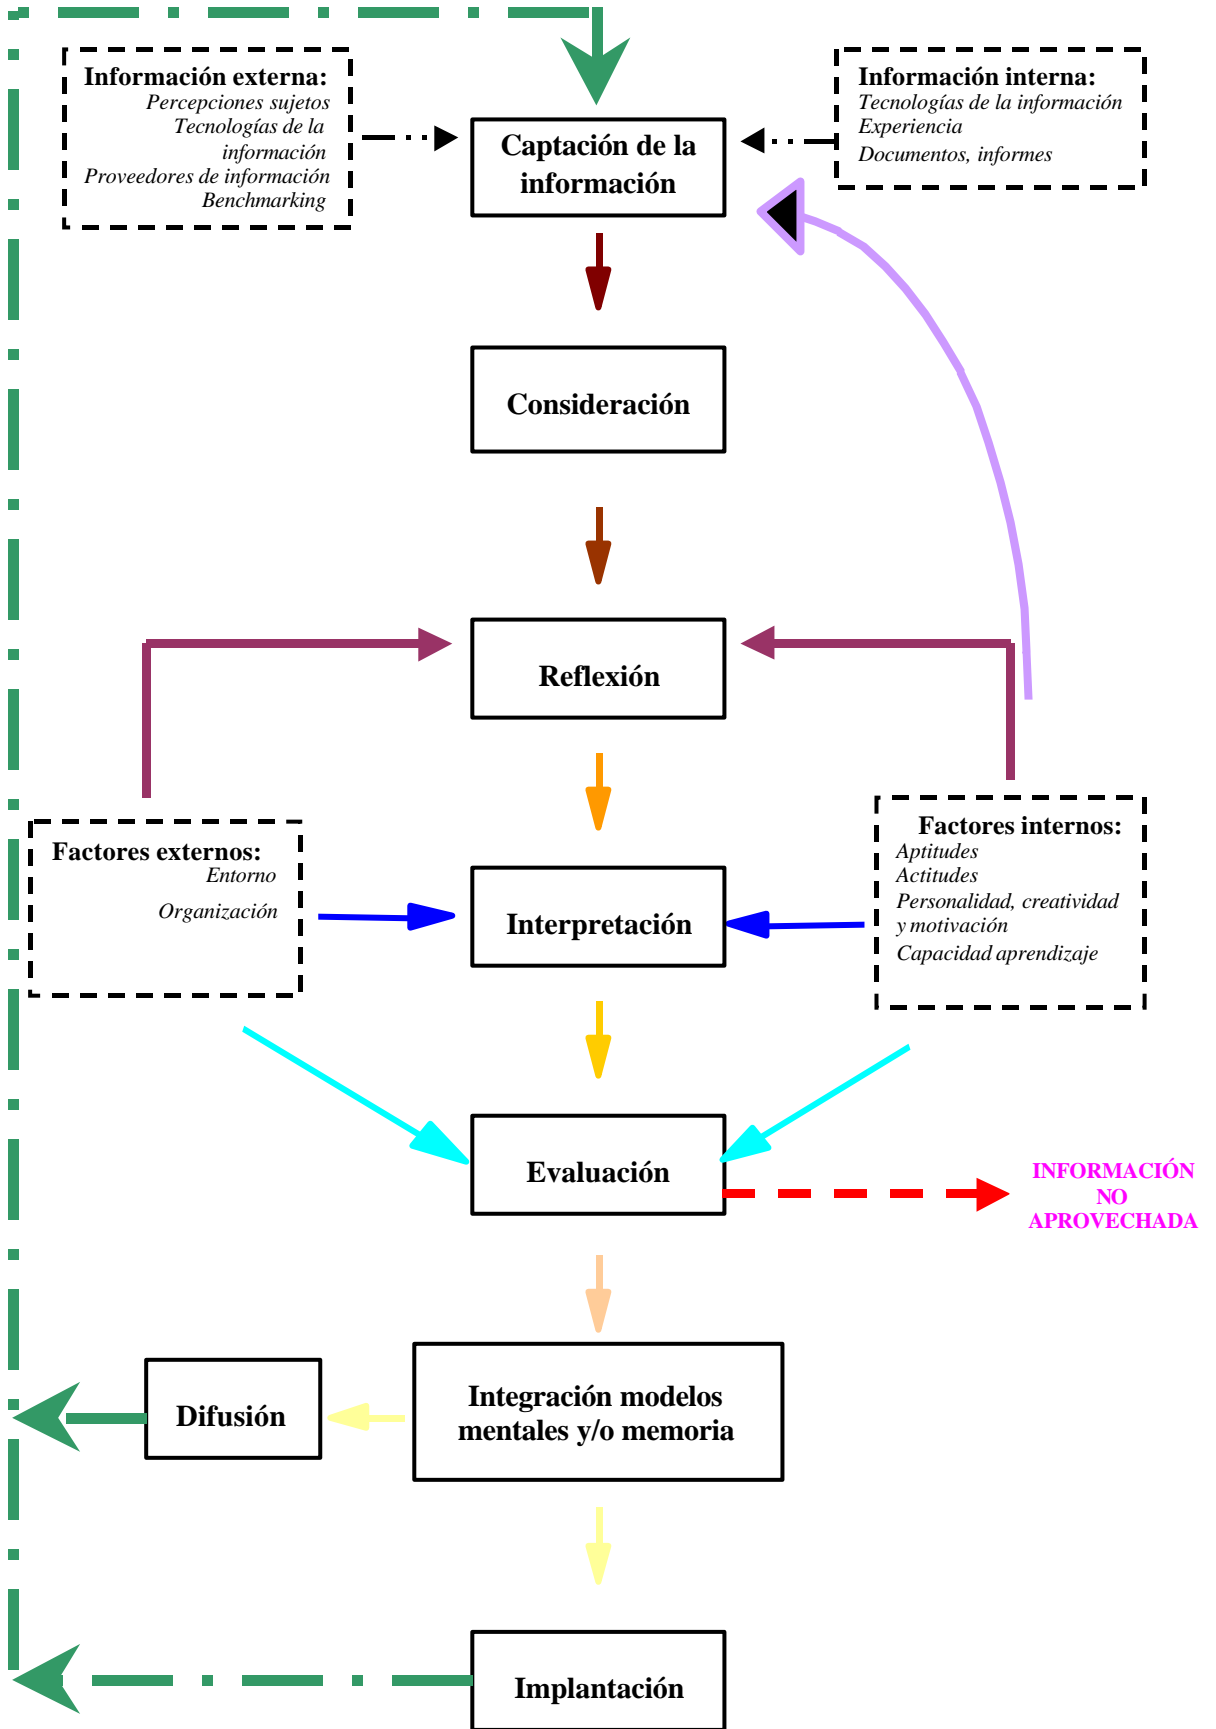 Información externa:
Percepciones sujetos
Tecnologías de la
información
Proveedores de información
Benchmarking
Captación de la
información
Información interna:
Tecnologías de la información
Experiencia
Documentos, informes
Consideración
Reflexión
Factores externos:
Entorno
Organización
Interpretación
Factores internos:
Aptitudes
Actitudes
Personalidad, creatividad
y motivación
Capacidad aprendizaje
Evaluación
INFORMACIÓN
NO
APROVECHADA
Difusión
Integración modelos
mentales y/o memoria
Implantación